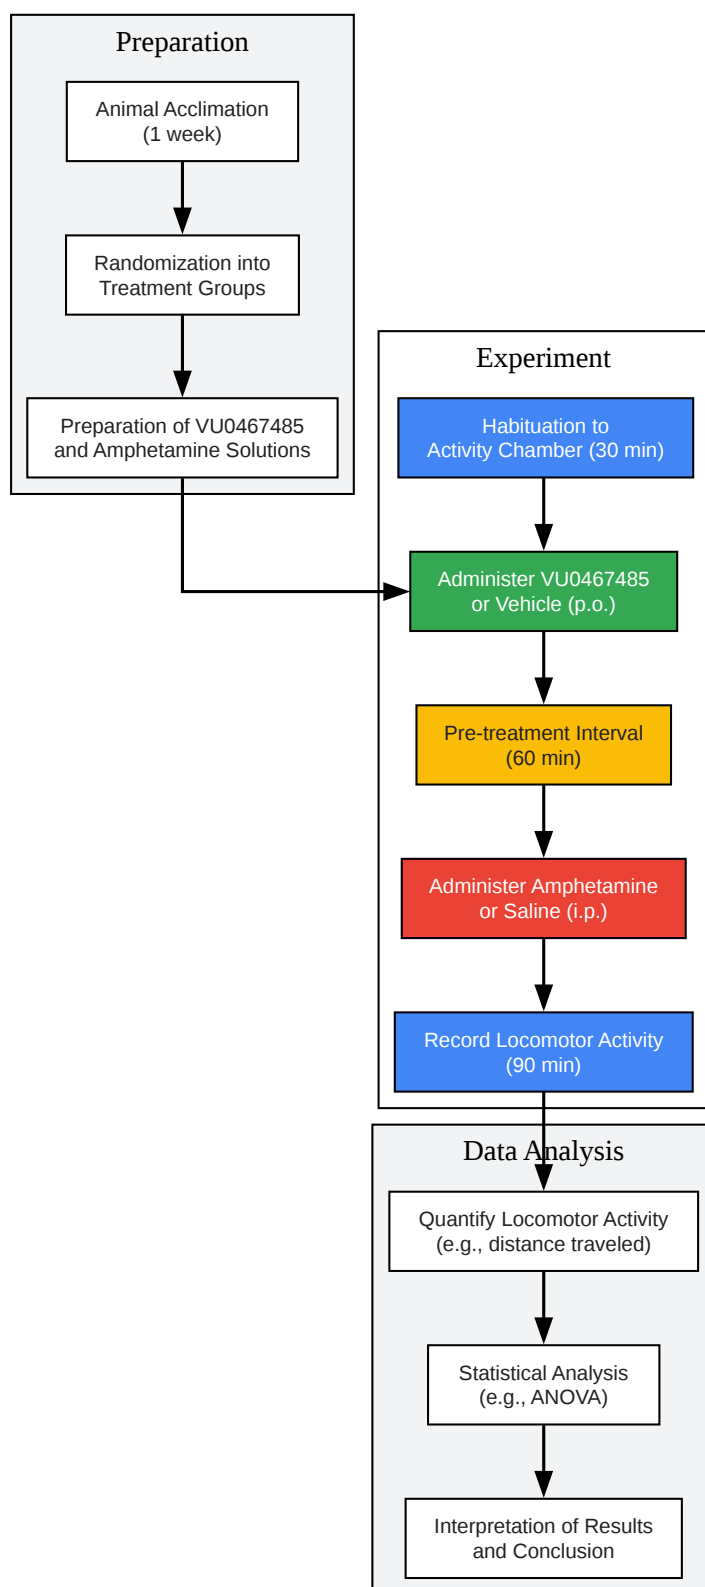 Preparation
Animal Acclimation
(1 week)
Randomization into
Treatment Groups
Preparation of VU0467485
and Amphetamine Solutions
Experiment
Habituation to
Activity Chamber (30 min)
Administer VU0467485
or Vehicle (p.o.)
Pre-treatment Interval
(60 min)
Administer Amphetamine
or Saline (i.p.)
Record Locomotor Activity
(90 min)
Data Analysis
Quantify Locomotor Activity
(e.g., distance traveled)
Statistical Analysis
(e.g., ANOVA)
Interpretation of Results
and Conclusion